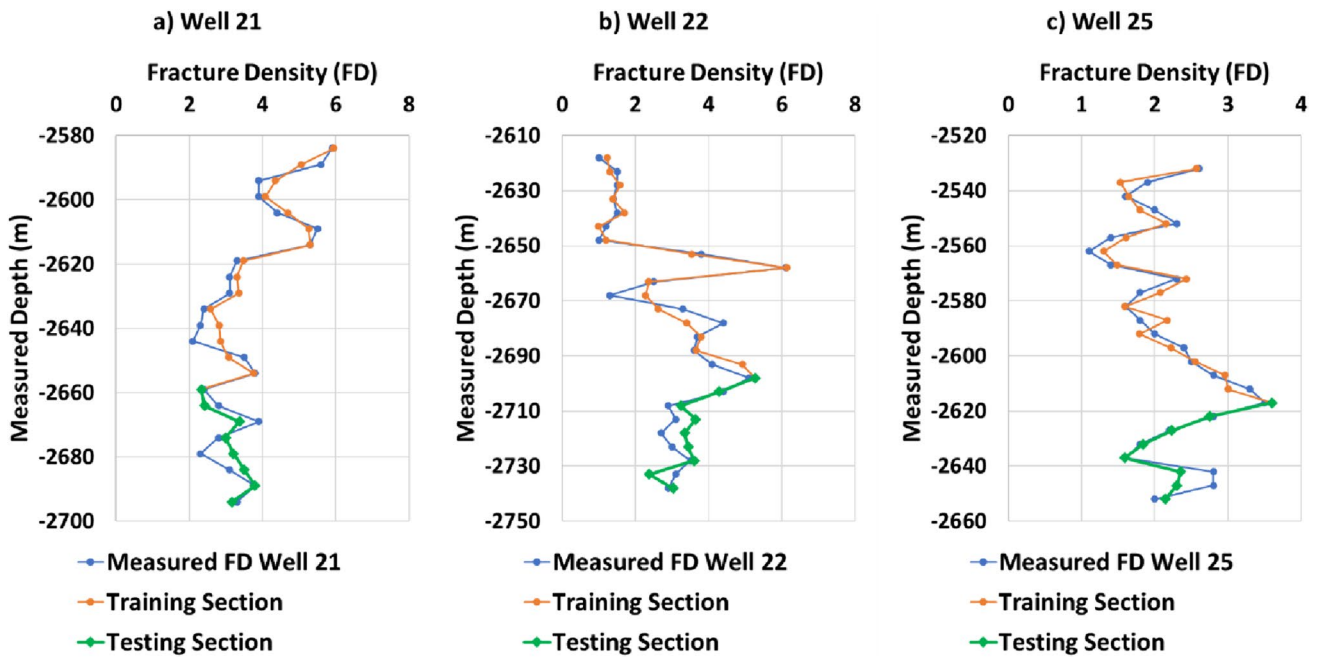 a) Well 21
Fracture Density (FD)
0 2 4 6 8
Measured Depth (m)
-2580
-2600
-2620
-2640
-2660
-2680
-2700
Measured FD Well 21
Training Section
Testing Section
b) Well 22
Fracture Density (FD)
0 2 4 6 8
Measured Depth (m)
-2610
-2630
-2650
-2670
-2690
-2710
-2730
-2750
Measured FD Well 22
Training Section
Testing Section
c) Well 25
Fracture Density (FD)
0 1 2 3 4
Measured Depth (m)
-2520
-2540
-2560
-2580
-2600
-2620
-2640
-2660
Measured FD Well 25
Training Section
Testing Section